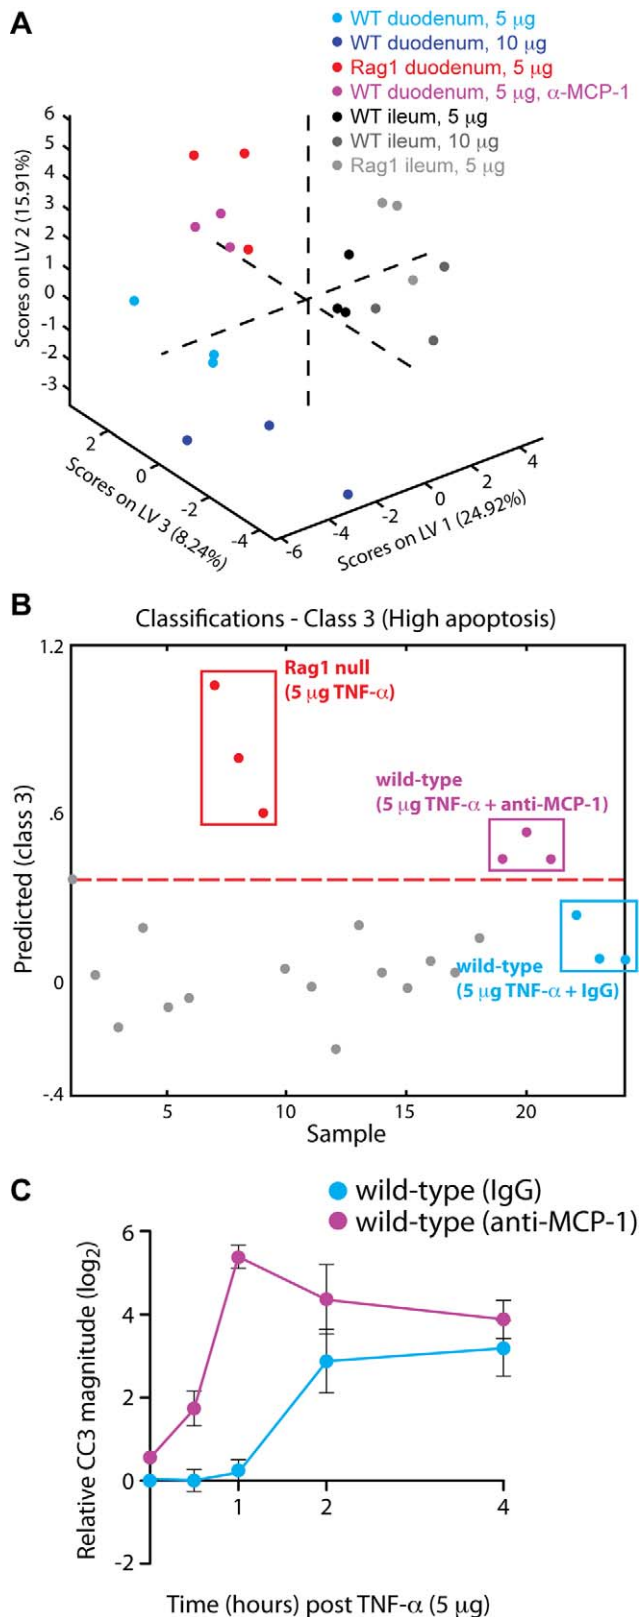 A
WT duodenum, 5 μg
WT duodenum, 10 μg
Rag1 duodenum, 5 μg
WT duodenum, 5 μg, α-MCP-1
WT ileum, 5 μg
WT ileum, 10 μg
Rag1 ileum, 5 μg
Scores on LV 2 (15.91%)
6
5
4
3
2
1
0
-1
-2
-3
Scores on LV 3 (8.24%)
2
0
-2
-4
Scores on LV 1 (24.92%)
-6
-4
-2
0
2
4
B
Classifications - Class 3 (High apoptosis)
Predicted (class 3)
1.2
.6
0
-.4
Rag1 null
(5 μg TNF-α)
wild-type
(5 μg TNF-α + anti-MCP-1)
wild-type
(5 μg TNF-α + IgG)
5
10
15
20
24
Sample
C
wild-type (IgG)
wild-type (anti-MCP-1)
Relative CC3 magnitude (log2)
6
4
2
0
-2
1
2
4
Time (hours) post TNF-α (5 μg)